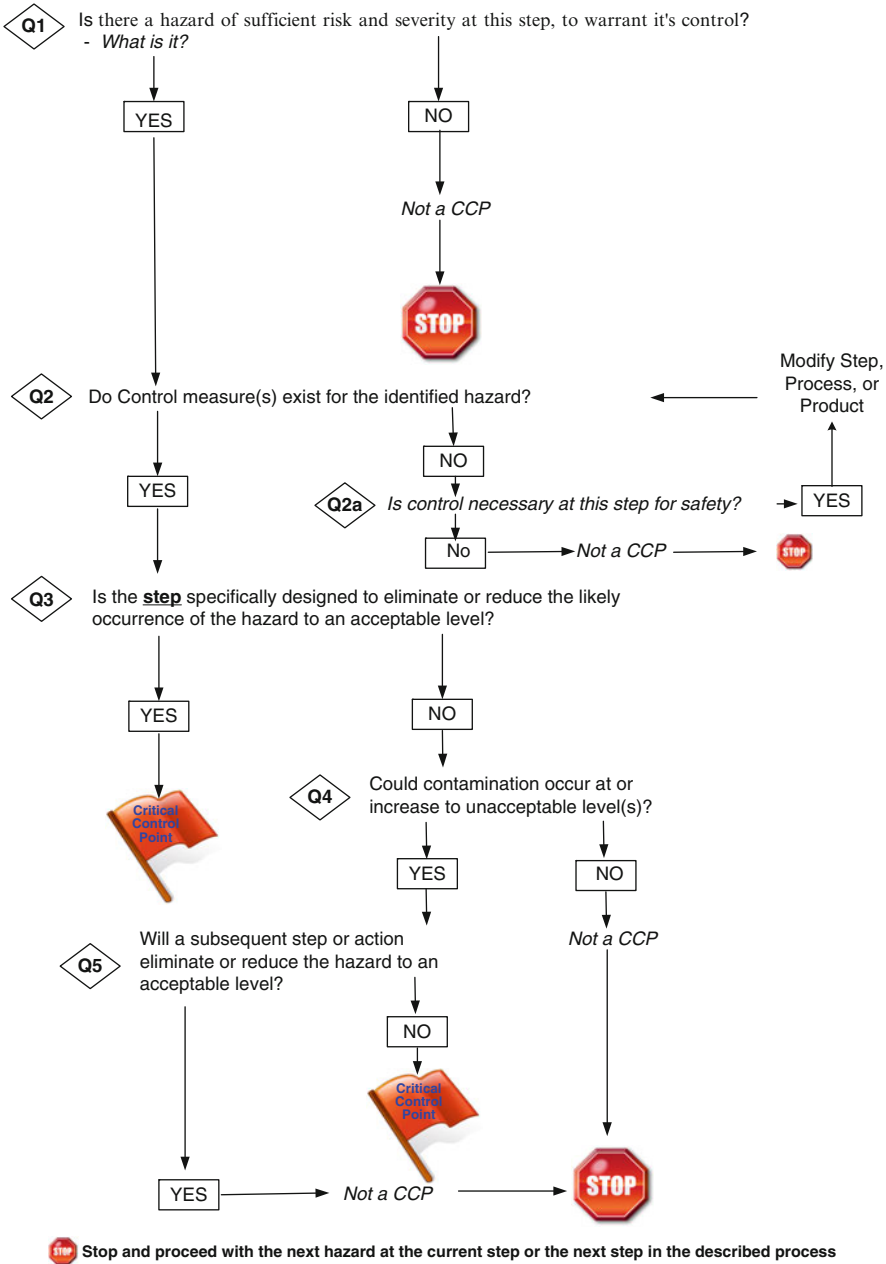 Q1
Is there a hazard of sufficient risk and severity at this step, to warrant it's control?
- What is it?
YES
NO
Not a CCP
STOP
Modify Step,
Process, or
Product
Q2
Do Control measure(s) exist for the identified hazard?
NO
YES
Q2a
Is control necessary at this step for safety?
YES
No
Not a CCP
STOP
Q3
Is the step specifically designed to eliminate or reduce the likely
occurrence of the hazard to an acceptable level?
YES
NO
Critical
Control
Point
Q4
Could contamination occur at or
increase to unacceptable level(s)?
YES
NO
Not a CCP
Q5
Will a subsequent step or action
eliminate or reduce the hazard to an
acceptable level?
NO
Critical
Control
Point
YES
Not a CCP
STOP
STOP Stop and proceed with the next hazard at the current step or the next step in the described process